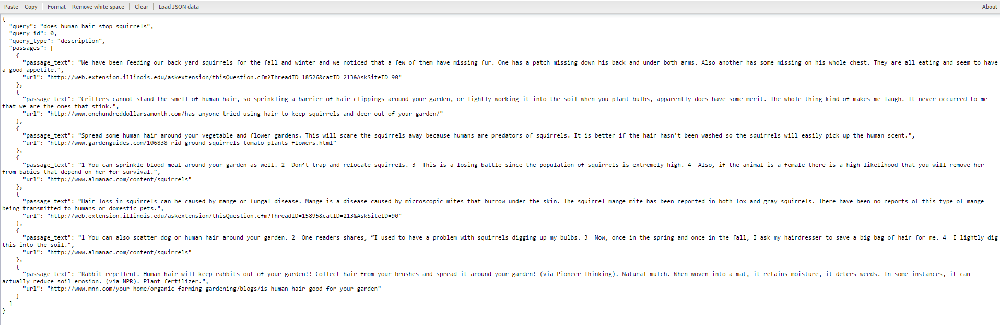 Paste Copy Format Remove white space Clear Load JSON data About
{
"query": "does human hair stop squirrels",
"query_id": 0,
"query_type": "description",
"passages": [
{
"passage_text": "We have been feeding our back yard squirrels for the fall and winter and we noticed that a few of them have missing fur. One has a patch missing down his back and under both arms. Also another has some missing on his whole chest. They are all eating and seem to have
a good appetite.",
"url": "http://web.extension.illinois.edu/askextension/thisQuestion.cfm?ThreadID=18526&catID=213&AskSiteID=90"
},
{
"passage_text": "Critters cannot stand the smell of human hair, so sprinkling a barrier of hair clippings around your garden, or lightly working it into the soil when you plant bulbs, apparently does have some merit. The whole thing kind of makes me laugh. It never occurred to me
that we are the ones that stink.",
"url": "http://www.onehundreddollarsamonth.com/has-anyone-tried-using-hair-to-keep-squirrels-and-deer-out-of-your-garden/"
},
{
"passage_text": "Spread some human hair around your vegetable and flower gardens. This will scare the squirrels away because humans are predators of squirrels. It is better if the hair hasn't been washed so the squirrels will easily pick up the human scent.",
"url": "http://www.gardenguides.com/106838-rid-ground-squirrels-tomato-plants-flowers.html"
},
{
"passage_text": "1 You can sprinkle blood meal around your garden as well. 2  Don’t trap and relocate squirrels. 3  This is a losing battle since the population of squirrels is extremely high. 4  Also, if the animal is a female there is a high likelihood that you will remove her
from babies that depend on her for survival.",
"url": "http://www.almanac.com/content/squirrels"
},
{
"passage_text": "Hair loss in squirrels can be caused by mange or fungal disease. Mange is a disease caused by microscopic mites that burrow under the skin. The squirrel mange mite has been reported in both fox and gray squirrels. There have been no reports of this type of mange
being transmitted to humans or domestic pets.",
"url": "http://web.extension.illinois.edu/askextension/thisQuestion.cfm?ThreadID=15895&catID=213&AskSiteID=90"
},
{
"passage_text": "1 You can also scatter dog or human hair around your garden. 2  One readers shares, “I used to have a problem with squirrels digging up my bulbs. 3  Now, once in the spring and once in the fall, I ask my hairdresser to save a big bag of hair for me. 4  I lightly dig
this into the soil.",
"url": "http://www.almanac.com/content/squirrels"
},
{
"passage_text": "Rabbit repellent. Human hair will keep rabbits out of your garden!! Collect hair from your brushes and spread it around your garden! (via Pioneer Thinking). Natural mulch. When woven into a mat, it retains moisture, it deters weeds. In some instances, it can
actually reduce soil erosion. (via NPR). Plant fertilizer.",
"url": "http://www.mnn.com/your-home/organic-farming-gardening/blogs/is-human-hair-good-for-your-garden"
}
]
}